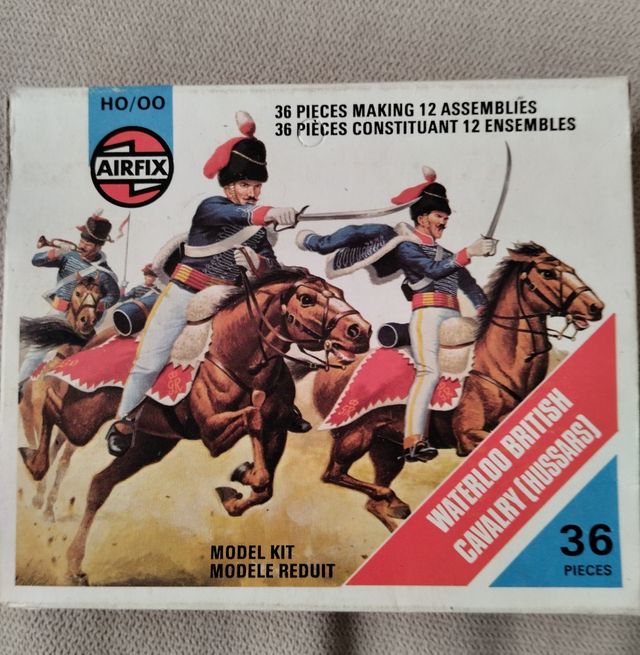 HO/OO
AIRFIX
36 PIECES MAKING 12 ASSEMBLIES
36 PIÈCES CONSTITUANT 12 ENSEMBLES
WATERLOO BRITISH
CAVALRY (HUSSARS)
MODEL KIT
MODELE REDUIT
36
PIECES